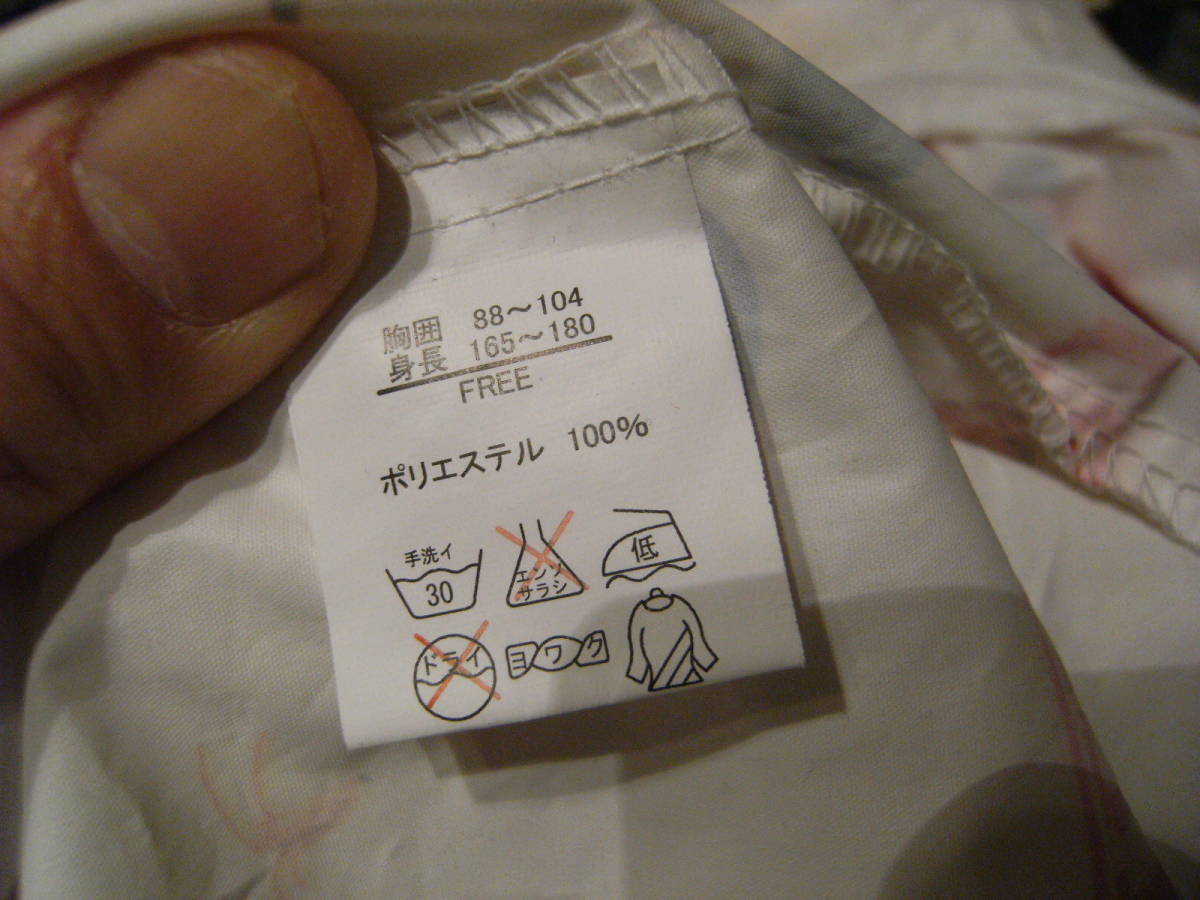 胸囲 88～104
身長 165～180
FREE
ポリエステル 100%
手洗イ
30
エンソ
サラシ
低
ドライ
ヨワク